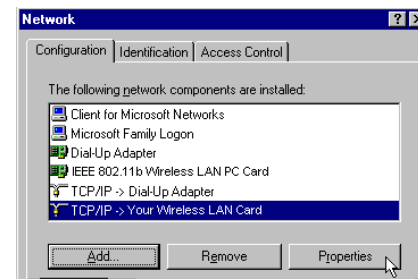 Network
Configuration Identification Access Control
The following network components are installed:
Client for Microsoft Networks
Microsoft Family Logon
Dial-Up Adapter
IEEE 802.11b Wireless LAN PC Card
TCP/IP -> Dial-Up Adapter
TCP/IP -> Your Wireless LAN Card
Add... Remove Properties